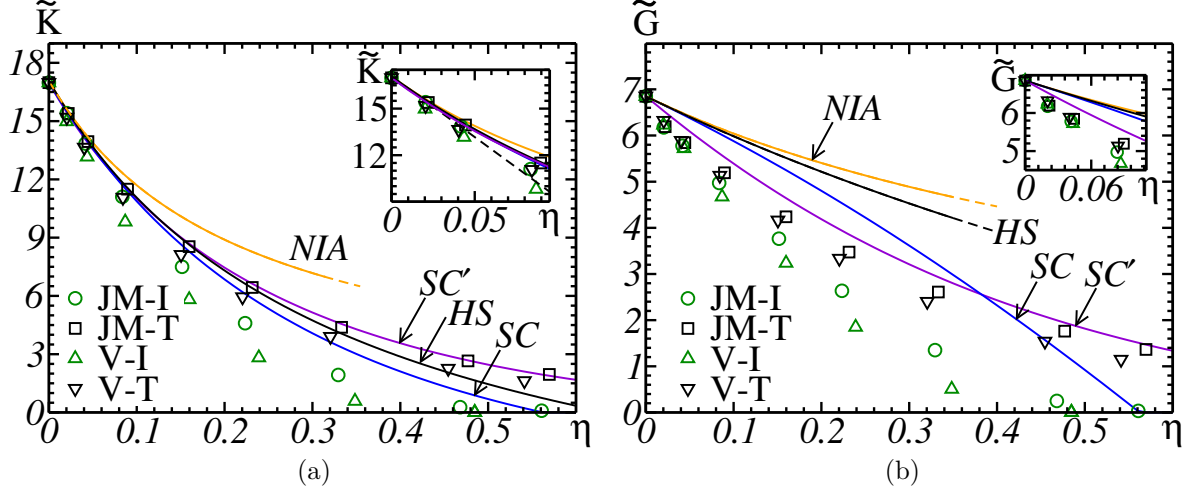 K̃
18
15
12
9
6
3
0
0
0.1
0.2
0.3
0.4
0.5
η
NIA
SC′
HS
SC
JM-I
JM-T
V-I
V-T
K̃
15
12
0
0.05
η
(a)
G̃
7
6
5
4
3
2
1
0
0
0.1
0.2
0.3
0.4
0.5
η
NIA
HS
SC
SC′
JM-I
JM-T
V-I
V-T
G̃
6
5
0
0.06
η
(b)